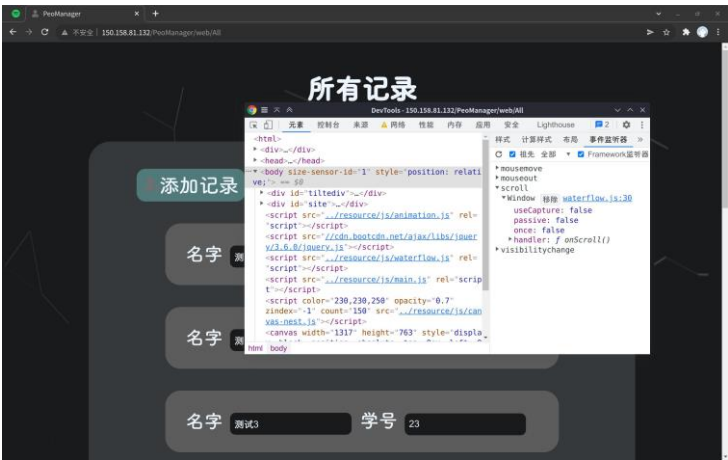 PeoManager
不安全 150.158.81.132/PeoManager/web/All
所有记录
DevTools - 150.158.81.132/PeoManager/web/All
元素 控制台 来源 网络 性能 内存 应用 安全 Lighthouse 2
<html>
<div>…</div>
<head>…</head>
<body size-sensor-id="1" style="position: relati
ve;"> == $0
<div id="tiltediv">…</div>
<div id="site">…</div>
<script src="../resource/js/animation.js" rel=
"script"></script>
<script src="//cdn.bootcdn.net/ajax/libs/jquer
y/3.6.0/jquery.js"></script>
<script src="../resource/js/waterflow.js" rel=
"script"></script>
<script src="../resource/js/main.js" rel="scrip
t"></script>
<script color="230,230,250" opacity="0.7"
zindex="-1" count="150" src="../resource/js/can
vas-nest.js"></script>
<canvas width="1317" height="763" style="displa
html body
样式 计算样式 布局 事件监听器
祖先 全部 Framework监听器
mousemove
mouseout
scroll
Window 移除 waterflow.js:30
useCapture: false
passive: false
once: false
handler: ƒ onScroll()
visibilitychange
添加记录
名字 测
名字 测
名字 测试3 学号 23